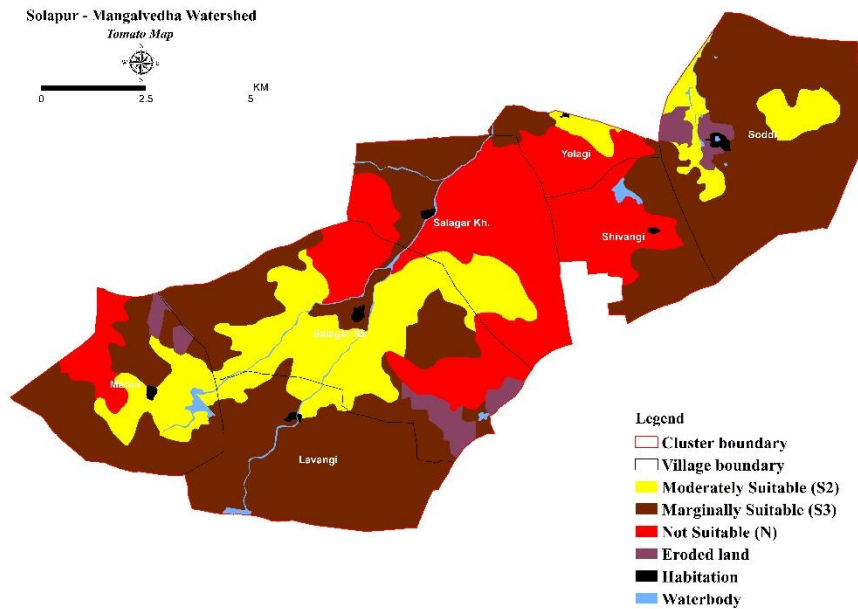 Solapur - Mangalvedha Watershed
Tomato Map
N
W E
S
0 2.5 5 KM
Soddi
Yelagi
Salagar Kh.
Shivangi
Lavangi
Legend
Cluster boundary
Village boundary
Moderately Suitable (S2)
Marginally Suitable (S3)
Not Suitable (N)
Eroded land
Habitation
Waterbody